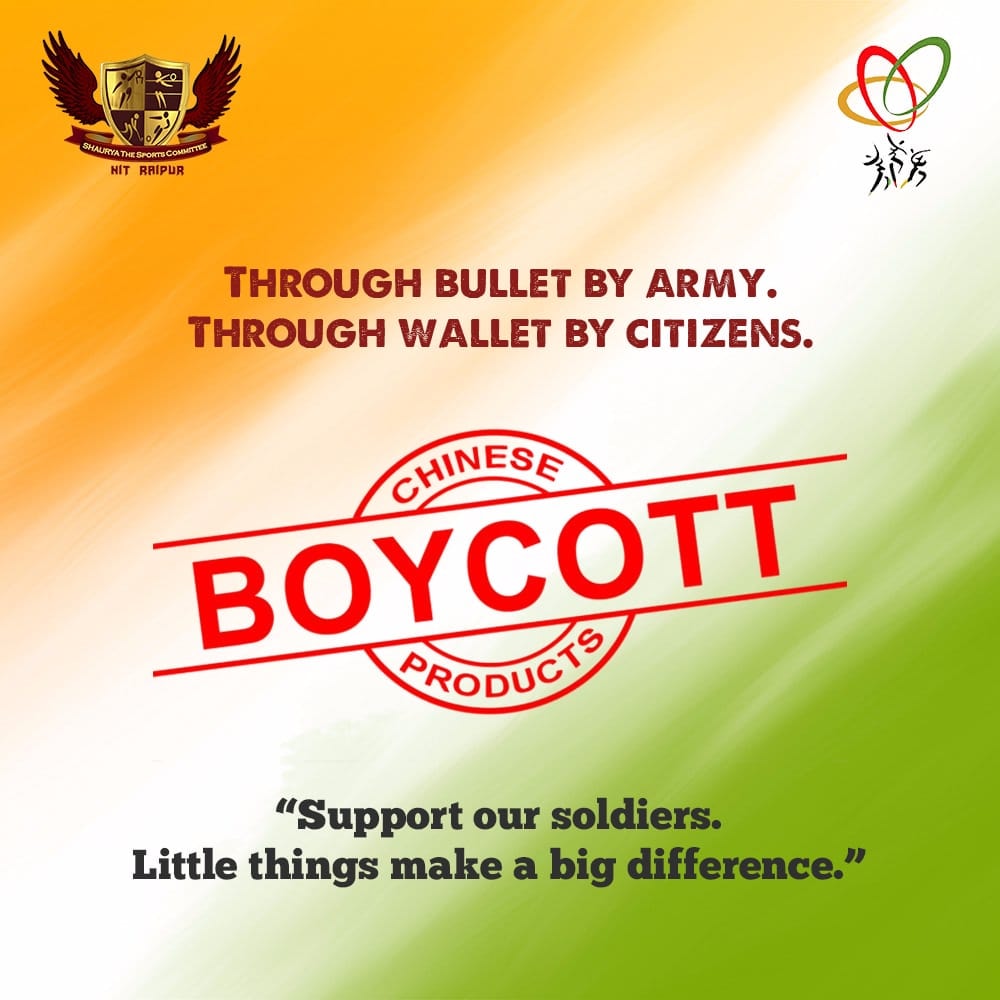 SHAURYA THE SPORTS COMMITTEE
NIT RAIPUR
THROUGH BULLET BY ARMY.
THROUGH WALLET BY CITIZENS.
CHINESE
BOYCOTT
PRODUCTS
“Support our soldiers.
Little things make a big difference.”